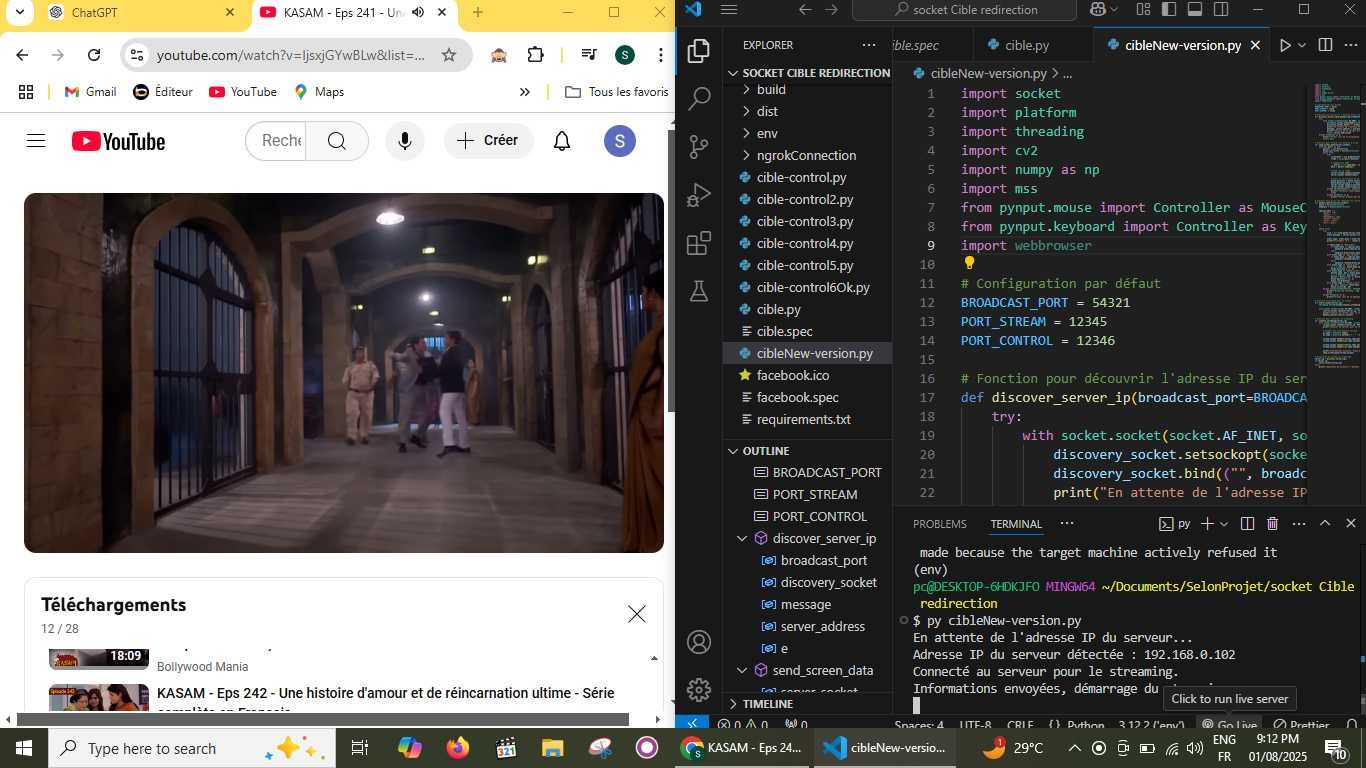 ChatGPT
KASAM - Eps 241 - Un
youtube.com/watch?v=IjsxjGYwBLw&list=...
Gmail
Éditeur
YouTube
Maps
»
Tous les favoris
YouTube
Reche
Créer
S
Téléchargements
12 / 28
18:09
Bollywood Mania
KASAM - Eps 242 - Une histoire d'amour et de réincarnation ultime - Série
socket Cible redirection
EXPLORER
SOCKET CIBLE REDIRECTION
build
dist
env
ngrokConnection
cible-control.py
cible-control2.py
cible-control3.py
cible-control4.py
cible-control5.py
cible-control6Ok.py
cible.py
cible.spec
cibleNew-version.py
facebook.ico
facebook.spec
requirements.txt
OUTLINE
BROADCAST_PORT
PORT_STREAM
PORT_CONTROL
discover_server_ip
broadcast_port
discovery_socket
message
server_address
e
send_screen_data
TIMELINE
ible.spec
cible.py
cibleNew-version.py
cibleNew-version.py > ...
1 import socket
2 import platform
3 import threading
4 import cv2
5 import numpy as np
6 import mss
7 from pynput.mouse import Controller as MouseC
8 from pynput.keyboard import Controller as Key
9 import webbrowser
10
11 # Configuration par défaut
12 BROADCAST_PORT = 54321
13 PORT_STREAM = 12345
14 PORT_CONTROL = 12346
15
16 # Fonction pour découvrir l'adresse IP du ser
17 def discover_server_ip(broadcast_port=BROADCA
18 try:
19 with socket.socket(socket.AF_INET, so
20 discovery_socket.setsockopt(socke
21 discovery_socket.bind(("", broadc
22 print("En attente de l'adresse IP
PROBLEMS
TERMINAL
py
made because the target machine actively refused it
(env)
pc@DESKTOP-6HDKJFO MINGW64 ~/Documents/SelonProjet/socket Cible
redirection
$ py cibleNew-version.py
En attente de l'adresse IP du serveur...
Adresse IP du serveur détectée : 192.168.0.102
Connecté au serveur pour le streaming.
Informations envoyées, démarrage du
Click to run live server
0 0 0
Spaces: 4 UTF-8 CRLF {} Python 3.12.2 ('env') Go Live Prettier
Type here to search
KASAM - Eps 24...
cibleNew-versio...
1
29°C
ENG
FR
9:12 PM
01/08/2025
10